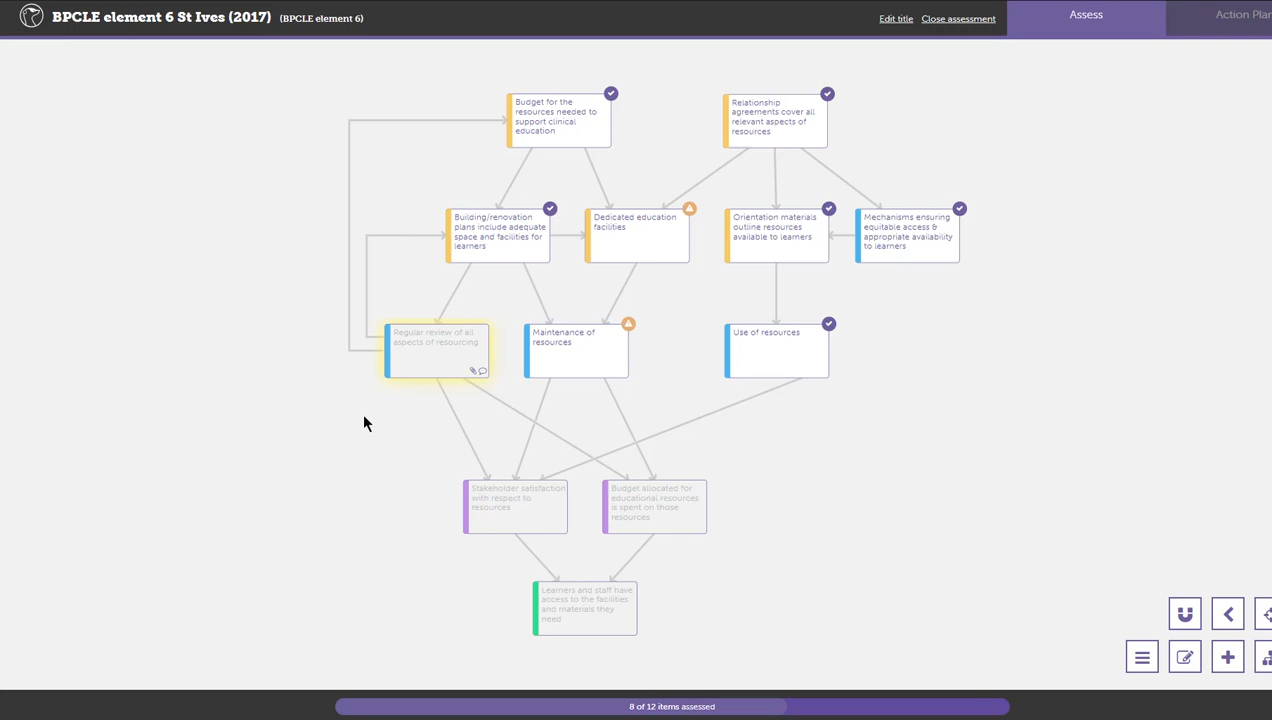 BPCLE element 6 St Ives (2017) (BPCLE element 6)
Edit title
Close assessment
Assess
Action Plan
Budget for the
resources needed to
support clinical
education
Relationship
agreements cover all
relevant aspects of
resources
Building/renovation
plans include adequate
space and facilities for
learners
Dedicated education
facilities
Orientation materials
outline resources
available to learners
Mechanisms ensuring
equitable access &
appropriate availability
to learners
Regular review of all
aspects of resourcing
Maintenance of
resources
Use of resources
Stakeholder satisfaction
with respect to
resources
Budget allocated for
educational resources
is spent on those
resources
Learners and staff have
access to the facilities
and materials they
need
8 of 12 items assessed